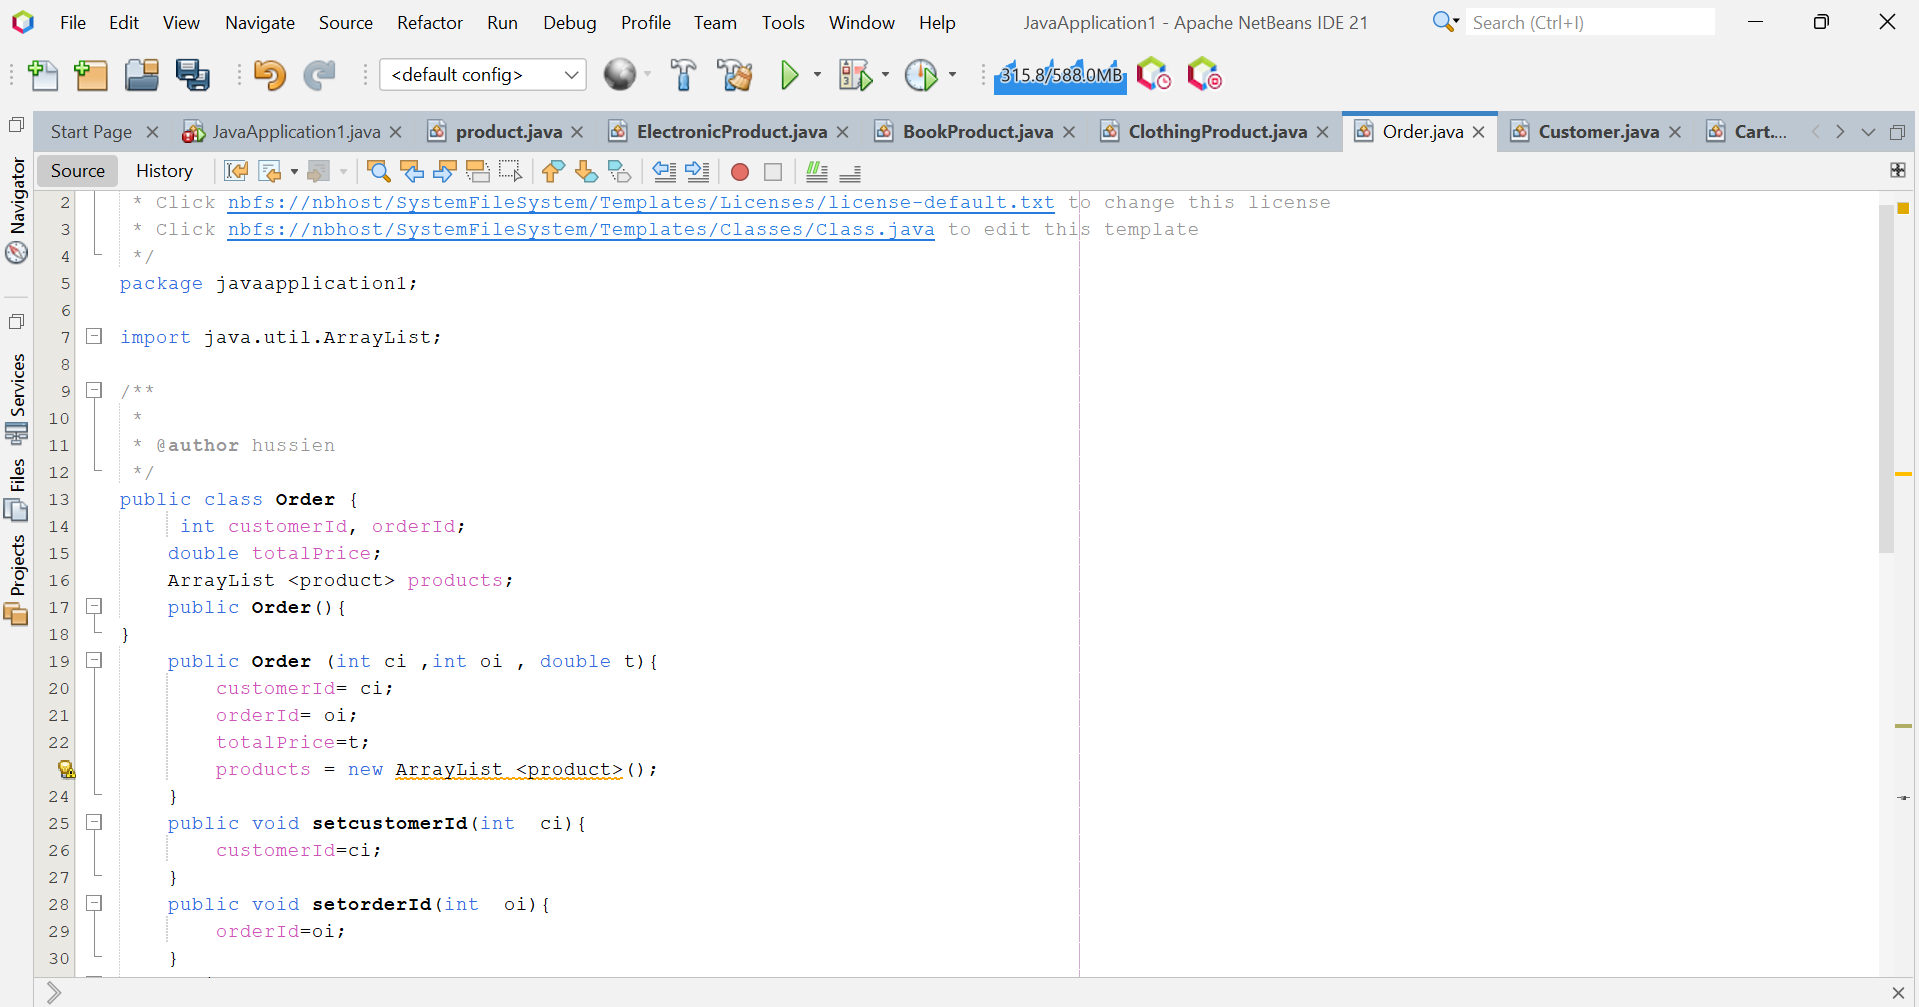 File Edit View Navigate Source Refactor Run Debug Profile Team Tools Window Help JavaApplication1 - Apache NetBeans IDE 21 Search (Ctrl+I)
<default config> 315.8/588.0MB
Start Page JavaApplication1.java product.java ElectronicProduct.java BookProduct.java ClothingProduct.java Order.java Customer.java Cart....
Source History
Navigator
Services
Files
Projects
2 * Click nbfs://nbhost/SystemFileSystem/Templates/Licenses/license-default.txt to change this license
3 * Click nbfs://nbhost/SystemFileSystem/Templates/Classes/Class.java to edit this template
4 */
5 package javaapplication1;
6
7 import java.util.ArrayList;
8
9 /**
10 *
11 * @author hussien
12 */
13 public class Order {
14 int customerId, orderId;
15 double totalPrice;
16 ArrayList <product> products;
17 public Order(){
18 }
19 public Order (int ci ,int oi , double t){
20 customerId= ci;
21 orderId= oi;
22 totalPrice=t;
products = new ArrayList <product>();
24 }
25 public void setcustomerId(int ci){
26 customerId=ci;
27 }
28 public void setorderId(int oi){
29 orderId=oi;
30 }